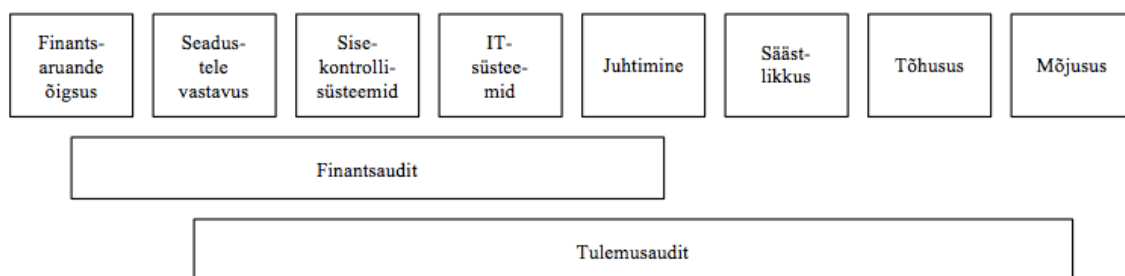 Finants-
aruande
õigsus
Seadus-
tele
vastavus
Sise-
kontrolli-
süsteemid
IT-
süstee-
mid
Juhtimine
Sääst-
likkus
Tõhusus
Mõjusus
Finantsaudit
Tulemusaudit